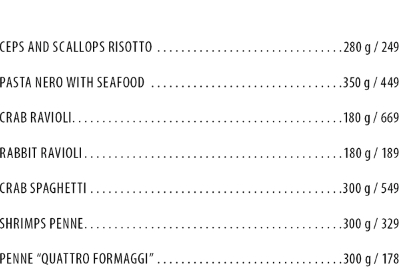 CEPS AND SCALLOPS RISOTTO ..............................280 g / 249
PASTA NERO WITH SEAFOOD ...............................350 g / 449
CRAB RAVIOLI...........................................180 g / 669
RABBIT RAVIOLI.........................................180 g / 189
CRAB SPAGHETTI ........................................300 g / 549
SHRIMPS PENNE..........................................300 g / 329
PENNE “QUATTRO FORMAGGI” ..............................300 g / 178